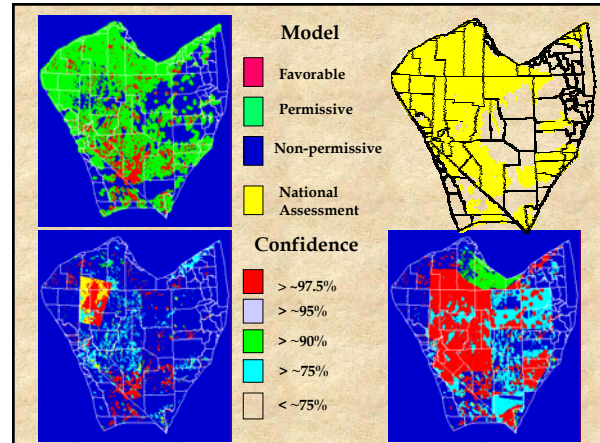 Model
Favorable
Permissive
Non-permissive
National
Assessment
Confidence
> ~97.5%
> ~95%
> ~90%
> ~75%
< ~75%